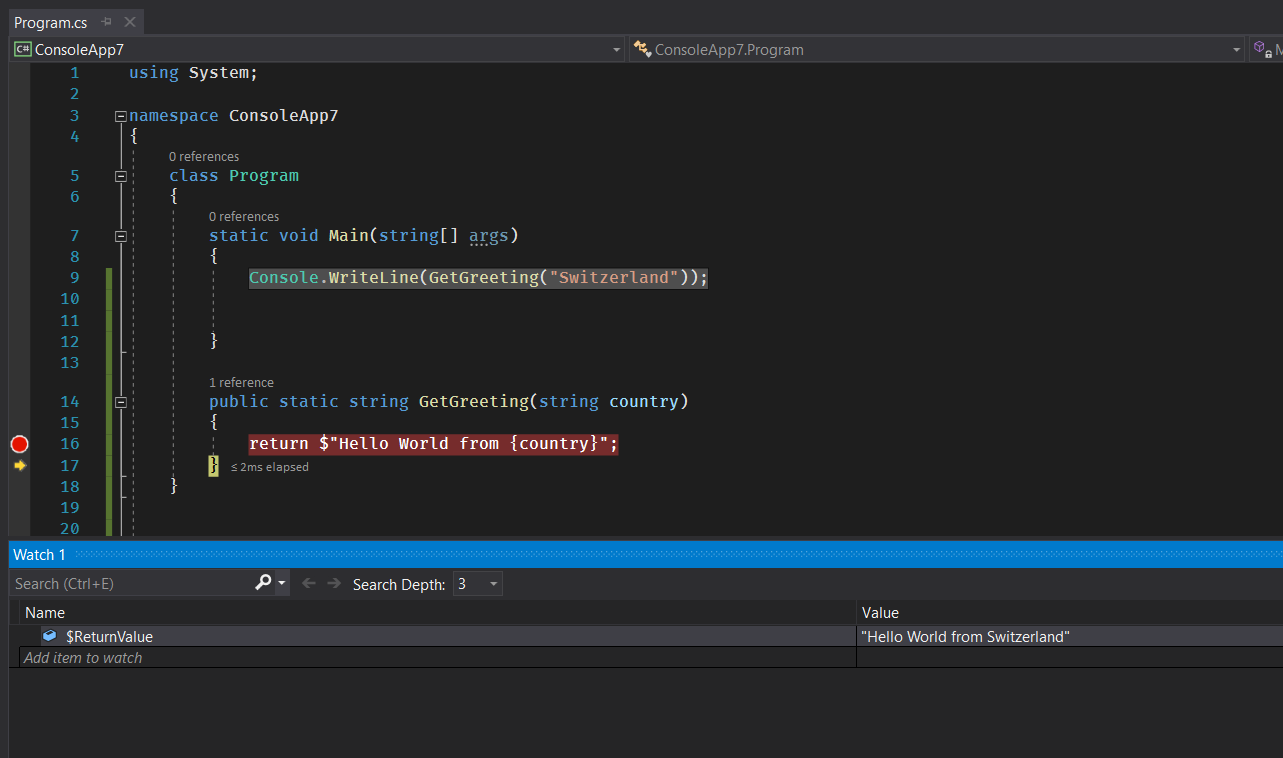 Program.cs
C# ConsoleApp7 ConsoleApp7.Program M
1 using System;
2
3 namespace ConsoleApp7
4 {
0 references
5 class Program
6 {
0 references
7 static void Main(string[] args)
8 {
9 Console.WriteLine(GetGreeting("Switzerland"));
10
11
12 }
13
1 reference
14 public static string GetGreeting(string country)
15 {
16 return $"Hello World from {country}";
17 } ≤ 2ms elapsed
18 }
19
20
Watch 1
Search (Ctrl+E) Search Depth: 3
Name Value
$ReturnValue "Hello World from Switzerland"
Add item to watch